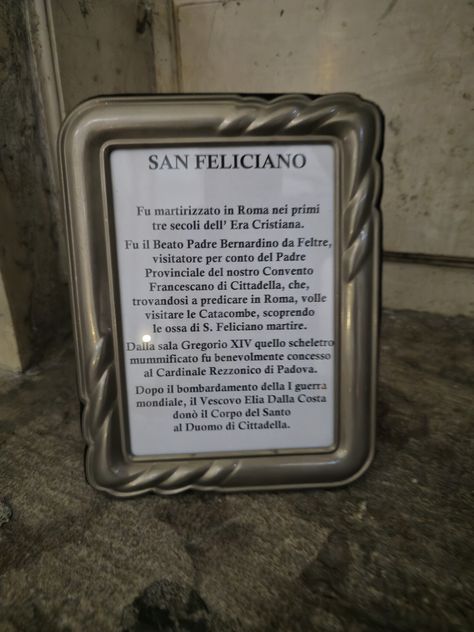 SAN FELICIANO
Fu martirizzato in Roma nei primi
tre secoli dell' Era Cristiana.
Fu il Beato Padre Bernardino da Feltre,
visitatore per conto del Padre
Provinciale del nostro Convento
Francescano di Cittadella, che,
trovandosi a predicare in Roma, volle
visitare le Catacombe, scoprendo
le ossa di S. Feliciano martire.
Dalla sala Gregorio XIV quello scheletro
mummificato fu benevolmente concesso
al Cardinale Rezzonico di Padova.
Dopo il bombardamento della I guerra
mondiale, il Vescovo Elia Dalla Costa
donò il Corpo del Santo
al Duomo di Cittadella.